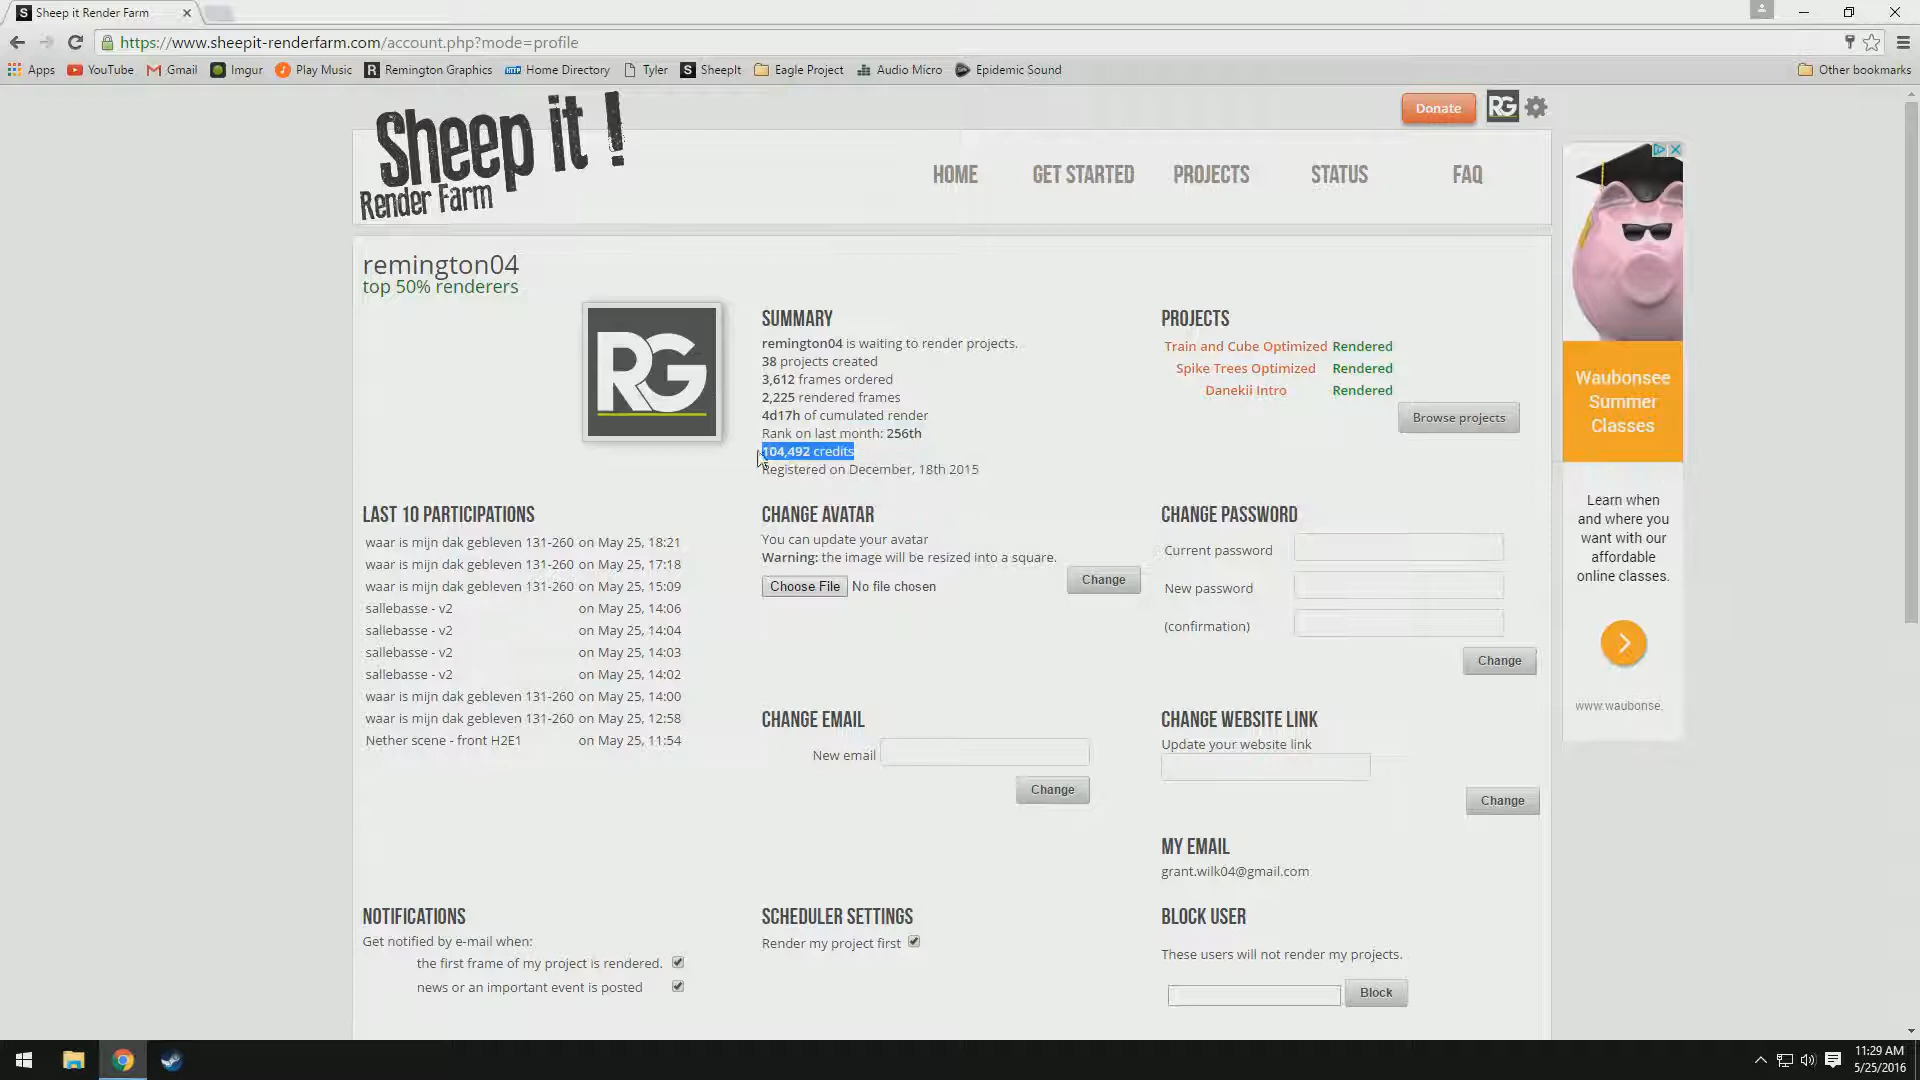 Sheep it Render Farm
https://www.sheepit-renderfarm.com/account.php?mode=profile
Apps YouTube Gmail Imgur Play Music Remington Graphics Home Directory Tyler SheepIt Eagle Project Audio Micro Epidemic Sound Other bookmarks
Sheep it !
Render Farm
Donate RG
HOME GET STARTED PROJECTS STATUS FAQ
remington04
top 50% renderers
RG
SUMMARY
remington04 is waiting to render projects.
38 projects created
3,612 frames ordered
2,225 rendered frames
4d17h of cumulated render
Rank on last month: 256th
104,492 credits
Registered on December, 18th 2015
PROJECTS
Train and Cube Optimized Rendered
Spike Trees Optimized Rendered
Danekii Intro Rendered
Browse projects
LAST 10 PARTICIPATIONS
waar is mijn dak gebleven 131-260 on May 25, 18:21
waar is mijn dak gebleven 131-260 on May 25, 17:18
waar is mijn dak gebleven 131-260 on May 25, 15:09
sallebasse - v2 on May 25, 14:06
sallebasse - v2 on May 25, 14:04
sallebasse - v2 on May 25, 14:03
sallebasse - v2 on May 25, 14:02
waar is mijn dak gebleven 131-260 on May 25, 14:00
waar is mijn dak gebleven 131-260 on May 25, 12:58
Nether scene - front H2E1 on May 25, 11:54
CHANGE AVATAR
You can update your avatar
Warning: the image will be resized into a square.
Choose File No file chosen
Change
CHANGE PASSWORD
Current password
New password
(confirmation)
Change
CHANGE EMAIL
New email
Change
CHANGE WEBSITE LINK
Update your website link
Change
MY EMAIL
grant.wilk04@gmail.com
NOTIFICATIONS
Get notified by e-mail when:
the first frame of my project is rendered.
news or an important event is posted
SCHEDULER SETTINGS
Render my project first
BLOCK USER
These users will not render my projects.
Block
Waubonsee
Summer
Classes
Learn when
and where you
want with our
affordable
online classes.
www.waubonse.
11:29 AM
5/25/2016